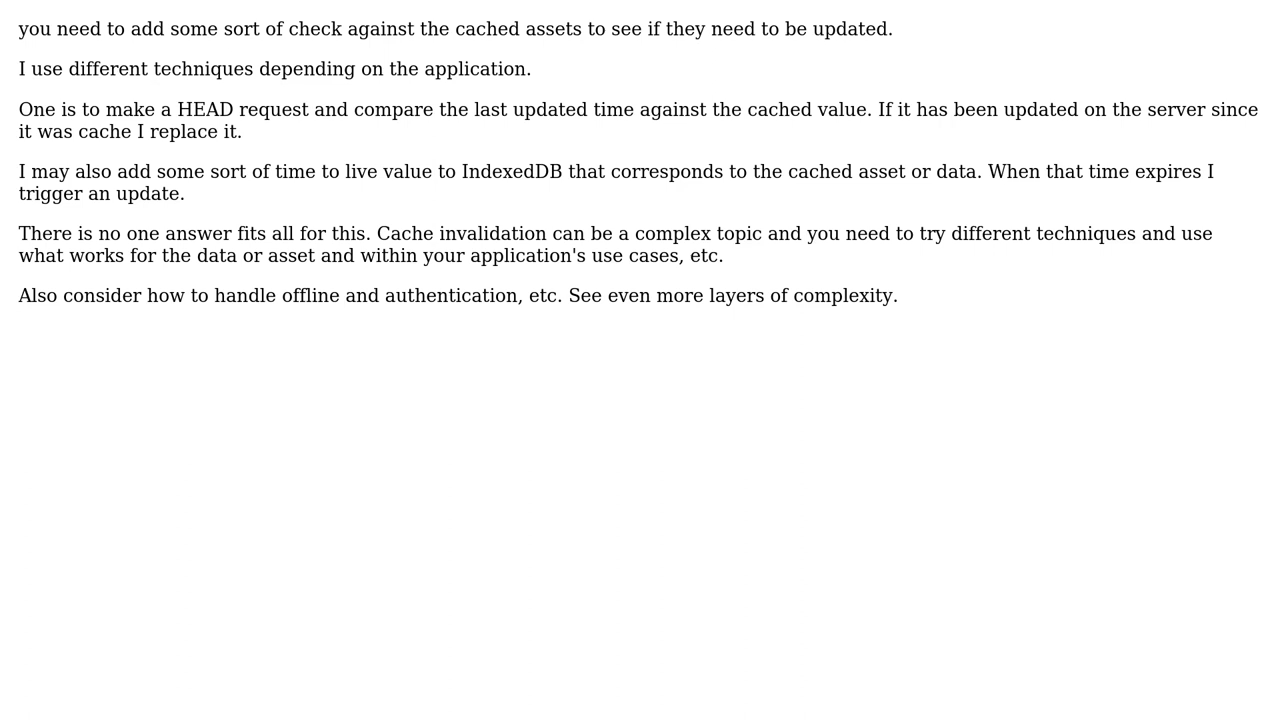 you need to add some sort of check against the cached assets to see if they need to be updated.
I use different techniques depending on the application.
One is to make a HEAD request and compare the last updated time against the cached value. If it has been updated on the server since
it was cache I replace it.
I may also add some sort of time to live value to IndexedDB that corresponds to the cached asset or data. When that time expires I
trigger an update.
There is no one answer fits all for this. Cache invalidation can be a complex topic and you need to try different techniques and use
what works for the data or asset and within your application's use cases, etc.
Also consider how to handle offline and authentication, etc. See even more layers of complexity.